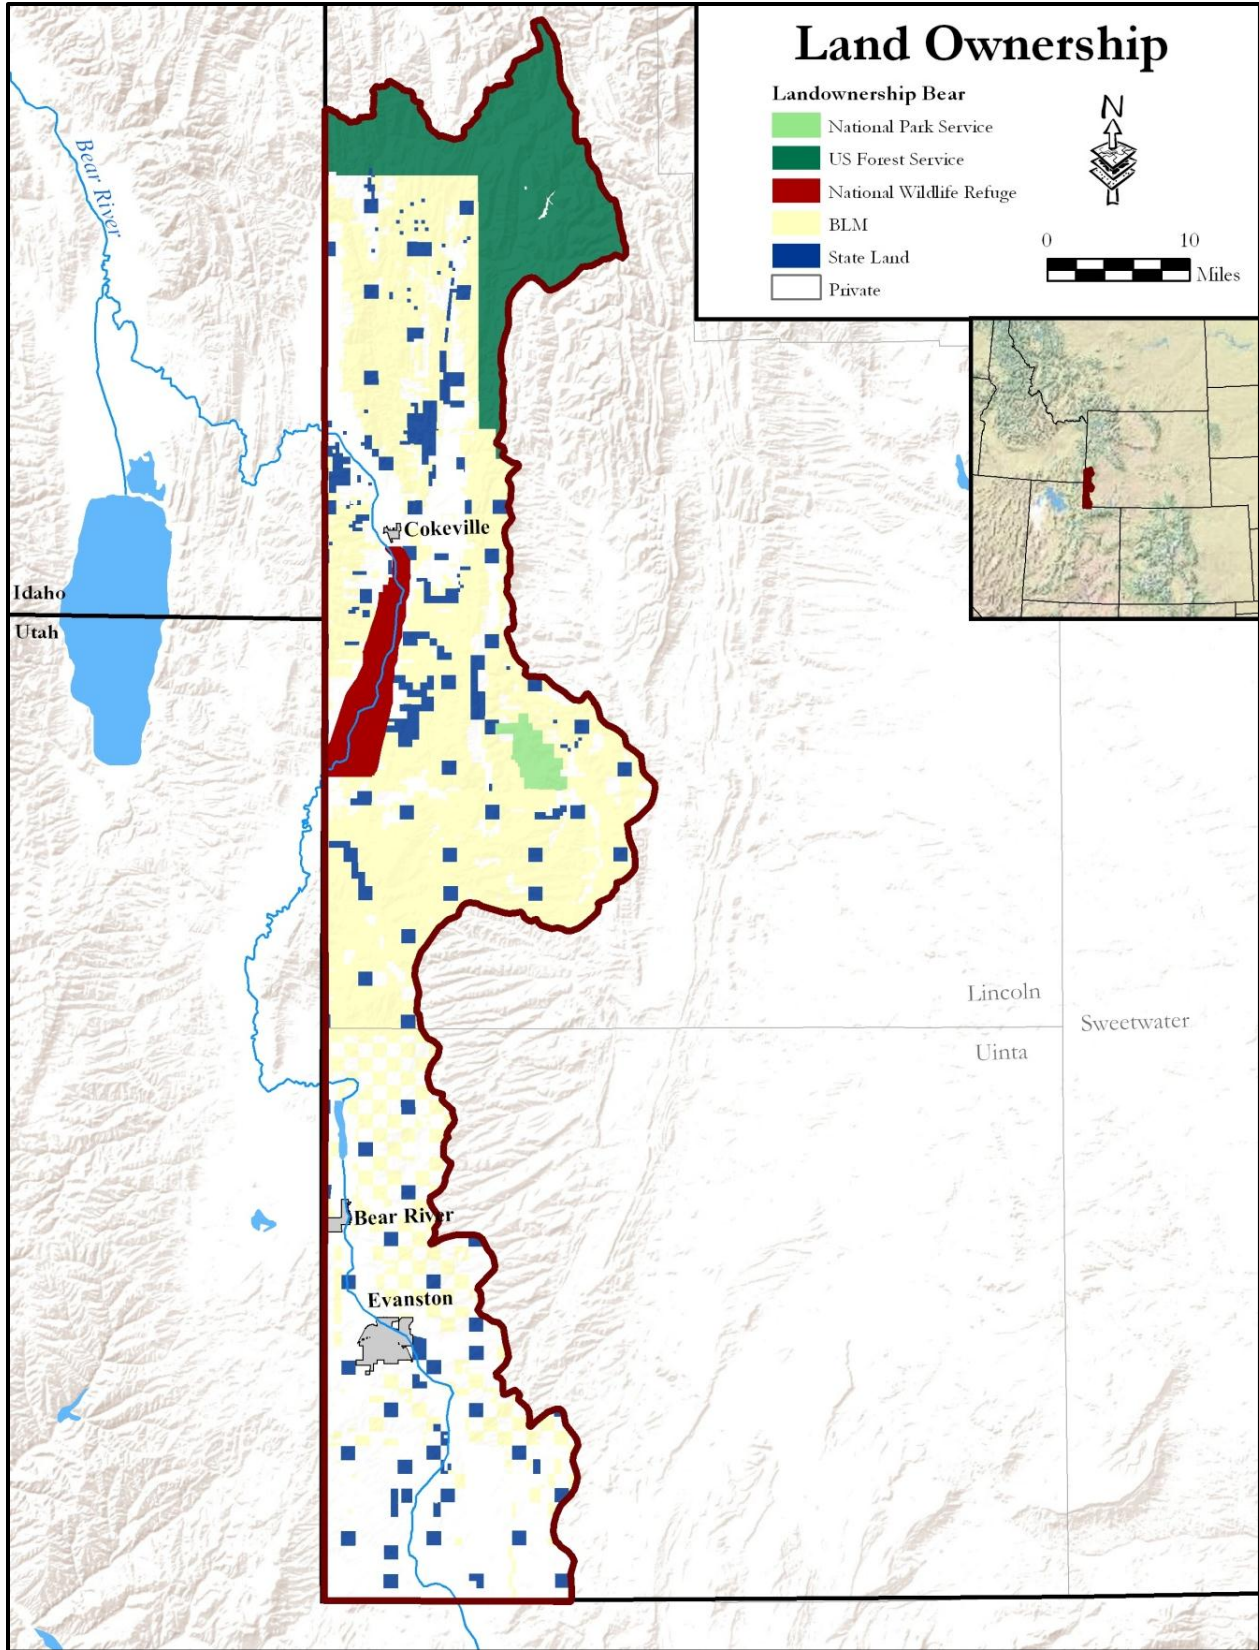 Land Ownership
Landownership Bear
National Park Service
US Forest Service
National Wildlife Refuge
BLM
State Land
Private
N
0 10
Miles
Bear River
Cokeville
Idaho
Utah
Lincoln
Sweetwater
Uinta
Bear River
Evanston